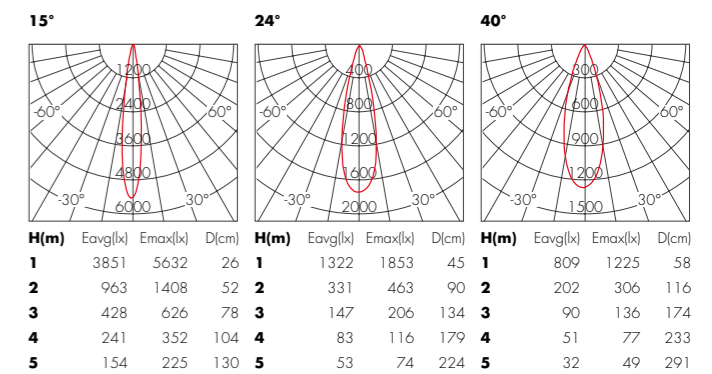 15°
1200
2400
3600
4800
6000
-60°
60°
-30°
30°
H(m) Eavg(lx) Emax(lx) D(cm)
1 3851 5632 26
2 963 1408 52
3 428 626 78
4 241 352 104
5 154 225 130
24°
400
800
1200
1600
2000
-60°
60°
-30°
30°
H(m) Eavg(lx) Emax(lx) D(cm)
1 1322 1853 45
2 331 463 90
3 147 206 134
4 83 116 179
5 53 74 224
40°
300
600
900
1200
1500
-60°
60°
-30°
30°
H(m) Eavg(lx) Emax(lx) D(cm)
1 809 1225 58
2 202 306 116
3 90 136 174
4 51 77 233
5 32 49 291